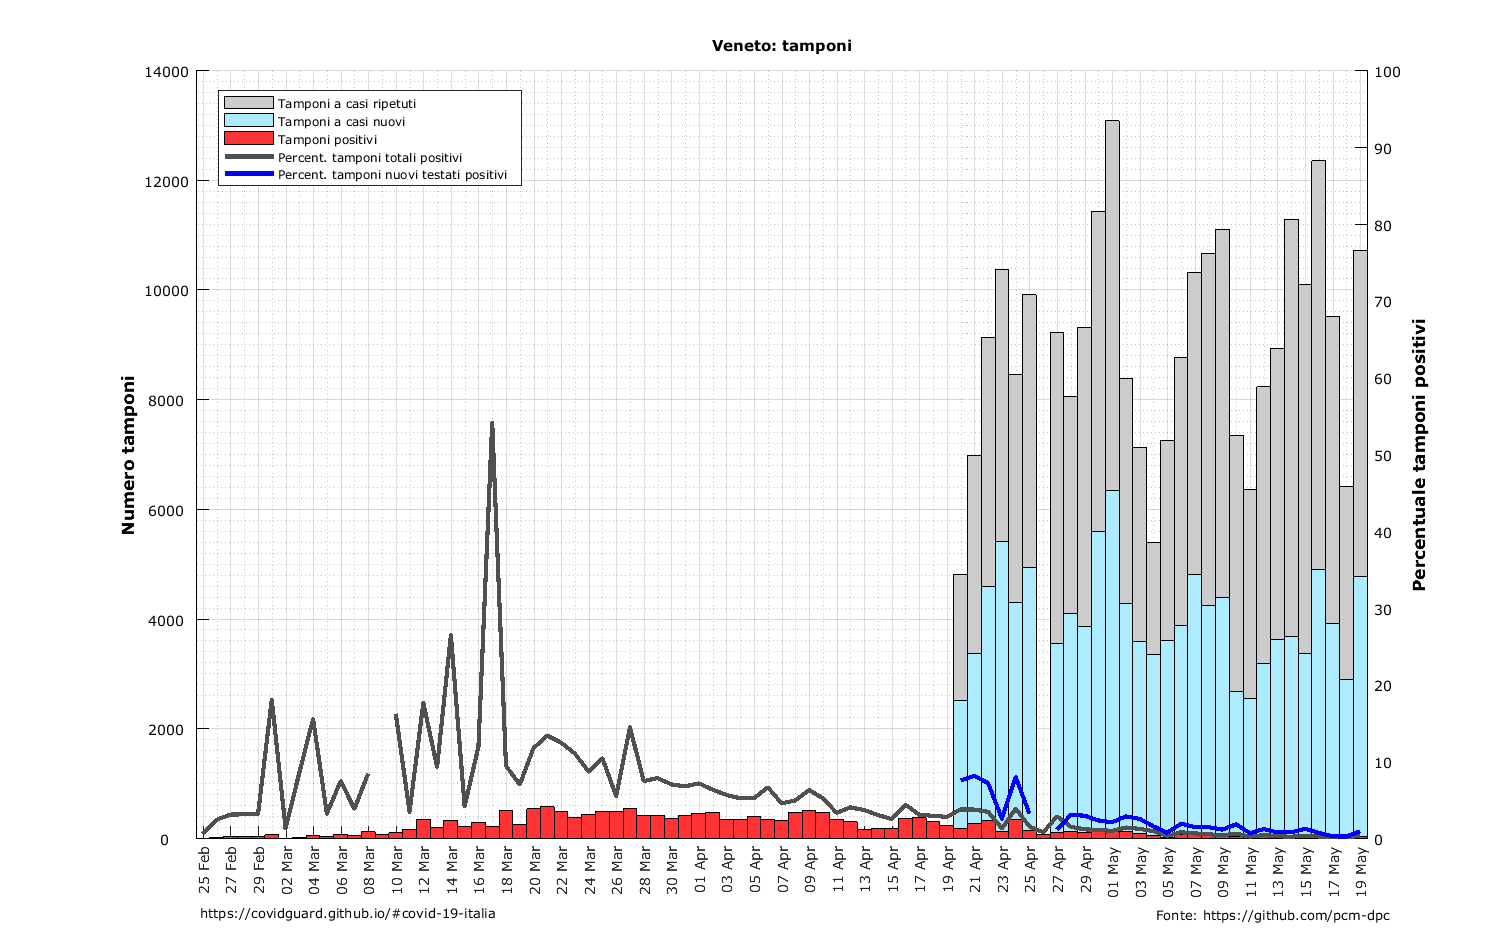 Veneto: tamponi
Tamponi a casi ripetuti
Tamponi a casi nuovi
Tamponi positivi
Percent. tamponi totali positivi
Percent. tamponi nuovi testati positivi
Numero tamponi
14000
12000
10000
8000
6000
4000
2000
0
Percentuale tamponi positivi
100
90
80
70
60
50
40
30
20
10
0
25 Feb
27 Feb
29 Feb
02 Mar
04 Mar
06 Mar
08 Mar
10 Mar
12 Mar
14 Mar
16 Mar
18 Mar
20 Mar
22 Mar
24 Mar
26 Mar
28 Mar
30 Mar
01 Apr
03 Apr
05 Apr
07 Apr
09 Apr
11 Apr
13 Apr
15 Apr
17 Apr
19 Apr
21 Apr
23 Apr
25 Apr
27 Apr
29 Apr
01 May
03 May
05 May
07 May
09 May
11 May
13 May
15 May
17 May
19 May
https://covidguard.github.io/#covid-19-italia
Fonte: https://github.com/pcm-dpc